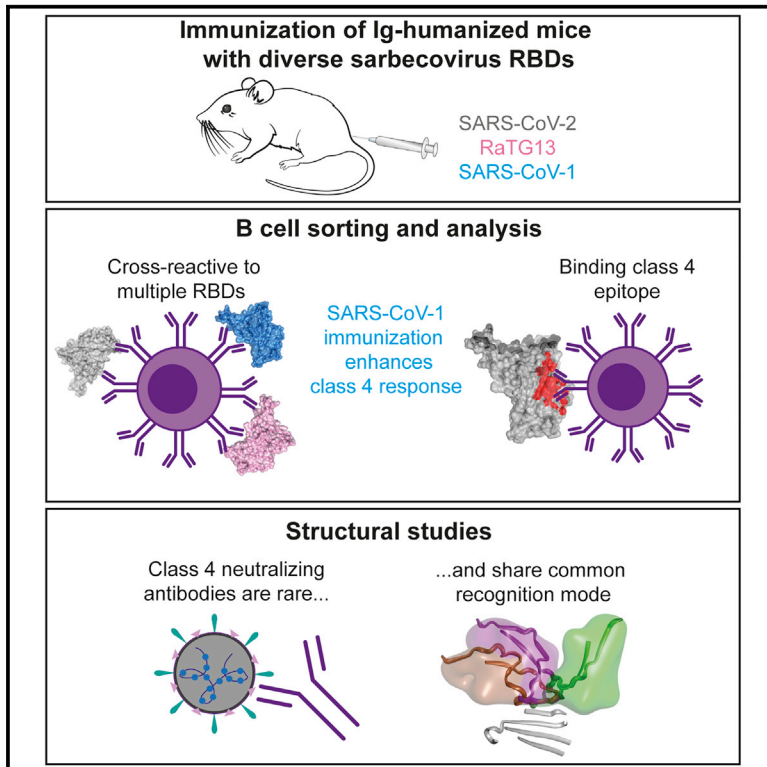 Immunization of Ig-humanized mice
with diverse sarbecovirus RBDs
SARS-CoV-2
RaTG13
SARS-CoV-1
B cell sorting and analysis
Cross-reactive to
multiple RBDs
SARS-CoV-1
immunization
enhances
class 4 response
Binding class 4
epitope
Structural studies
Class 4 neutralizing
antibodies are rare...
...and share common
recognition mode